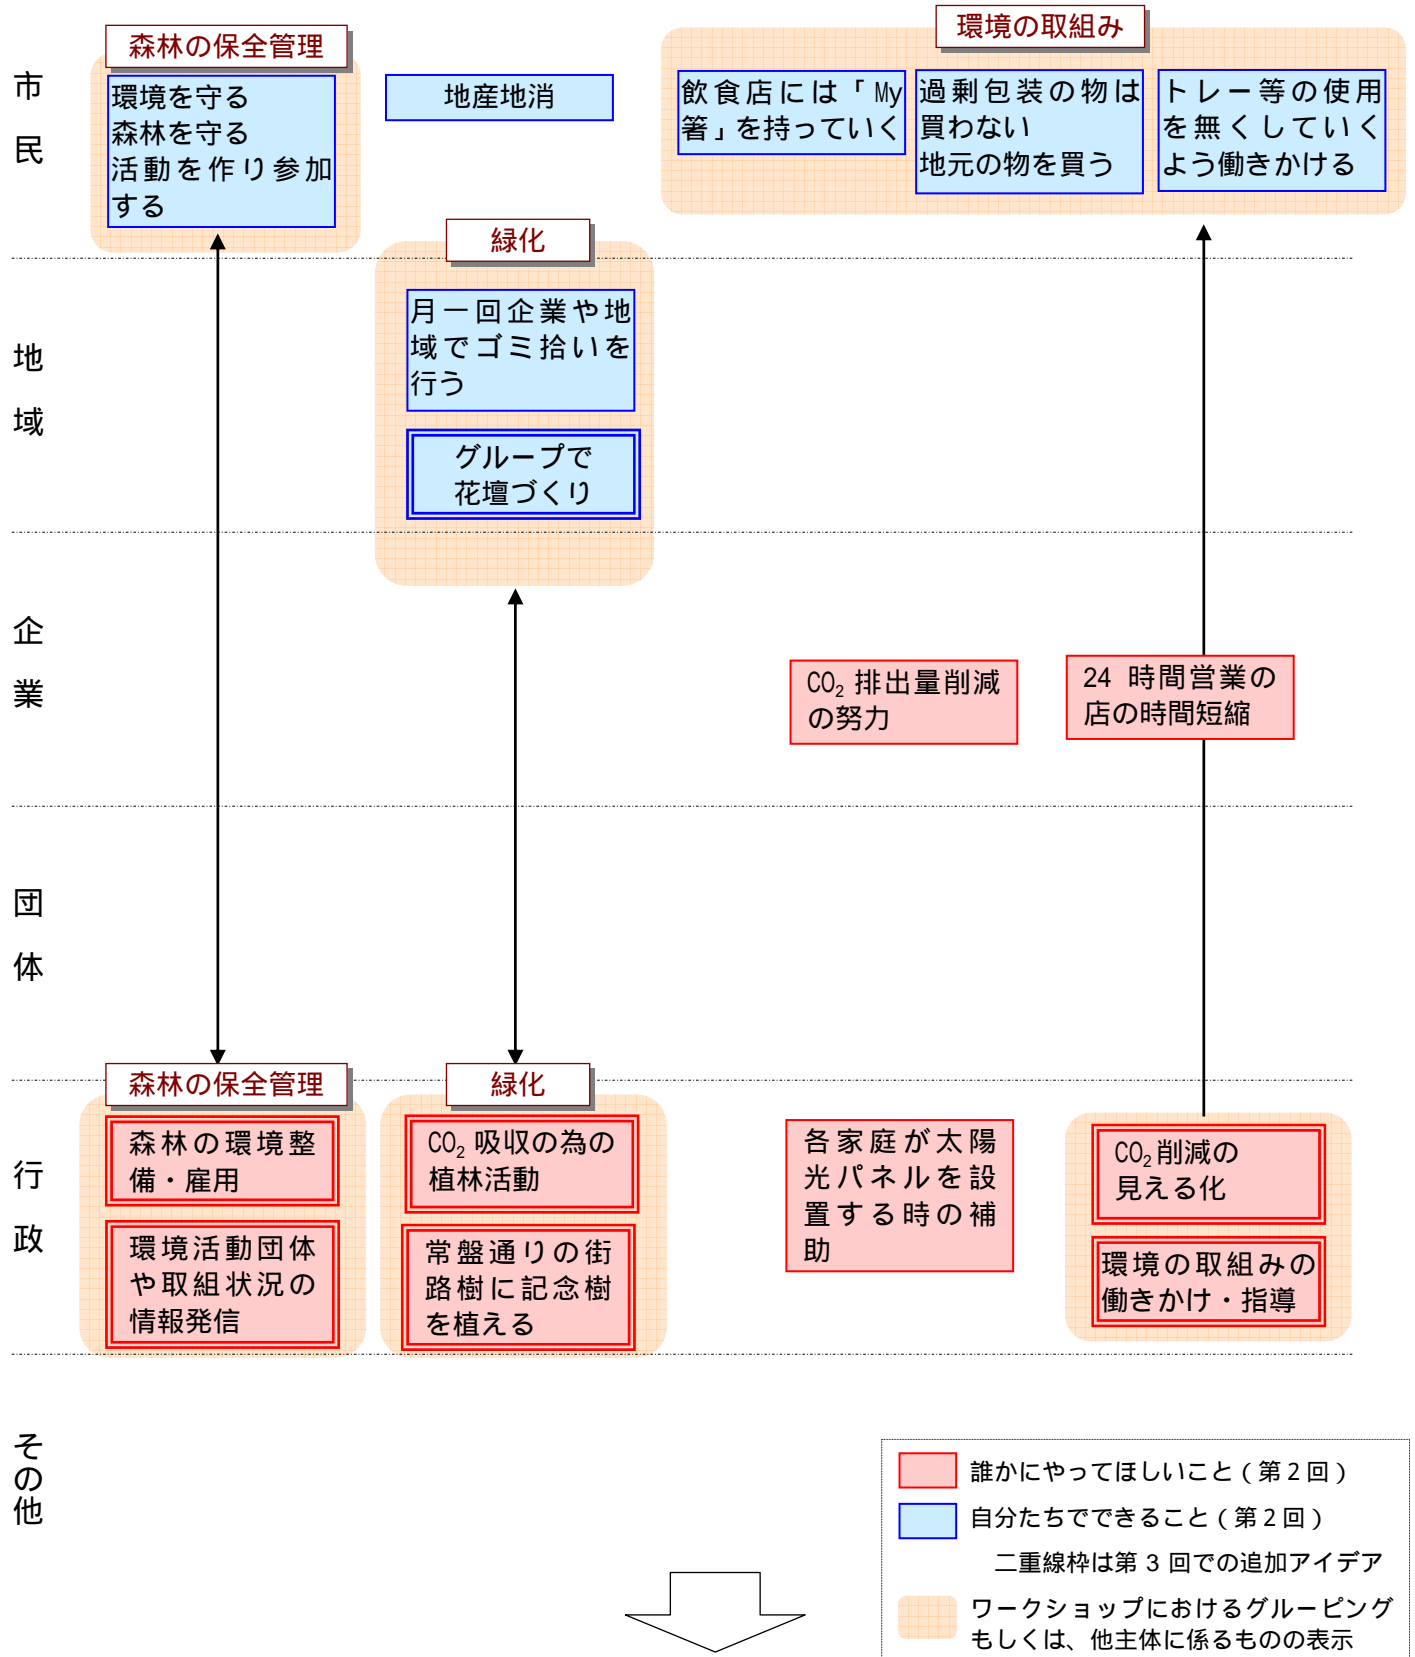 市民
森林の保全管理
環境を守る
森林を守る
活動を作り参加
する
地産地消
環境の取組み
飲食店には「My
箸」を持っていく
過剰包装の物は
買わない
地元の物を買う
トレー等の使用
を無くしていく
よう働きかける
地域
緑化
月一回企業や地
域でゴミ拾いを
行う
グループで
花壇づくり
企業
CO₂ 排出量削減
の努力
24 時間営業の
店の時間短縮
団体
行政
森林の保全管理
森林の環境整
備・雇用
環境活動団体
や取組状況の
情報発信
緑化
CO₂ 吸収の為の
植林活動
常盤通りの街
路樹に記念樹
を植える
各家庭が太陽
光パネルを設
置する時の補
助
CO₂削減の
見える化
環境の取組みの
働きかけ・指導
その他
誰かにやってほしいこと(第2回)
自分たちでできること(第2回)
二重線枠は第3回での追加アイデア
ワークショップにおけるグルーピング
もしくは、他主体に係るものの表示